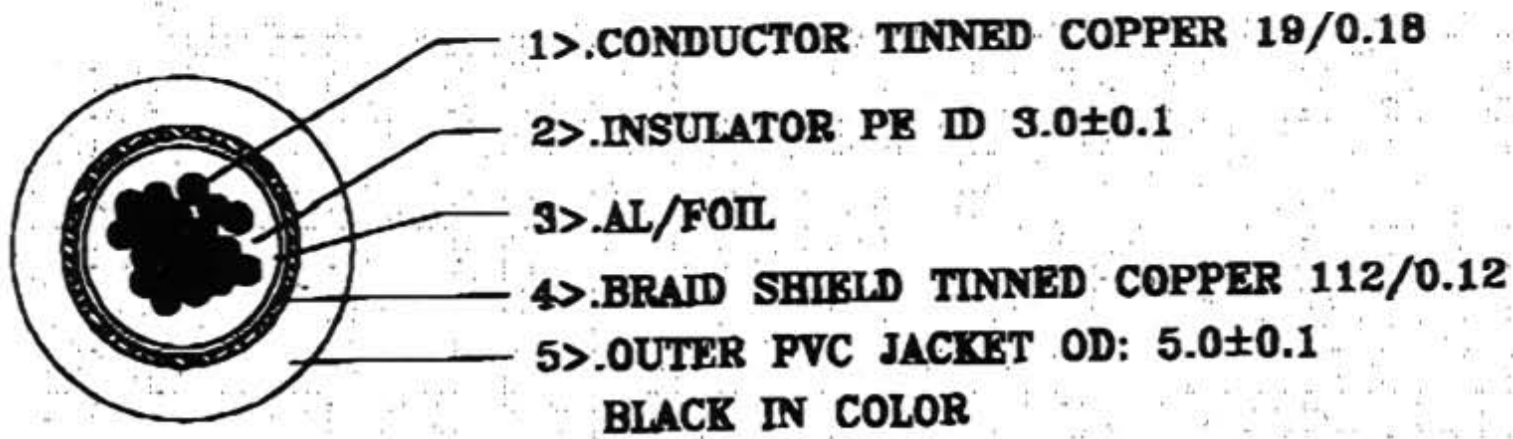 1>.CONDUCTOR TINNED COPPER 19/0.18
2>.INSULATOR PE ID 3.0±0.1
3>.AL/FOIL
4>.BRAID SHIELD TINNED COPPER 112/0.12
5>.OUTER PVC JACKET OD: 5.0±0.1
BLACK IN COLOR